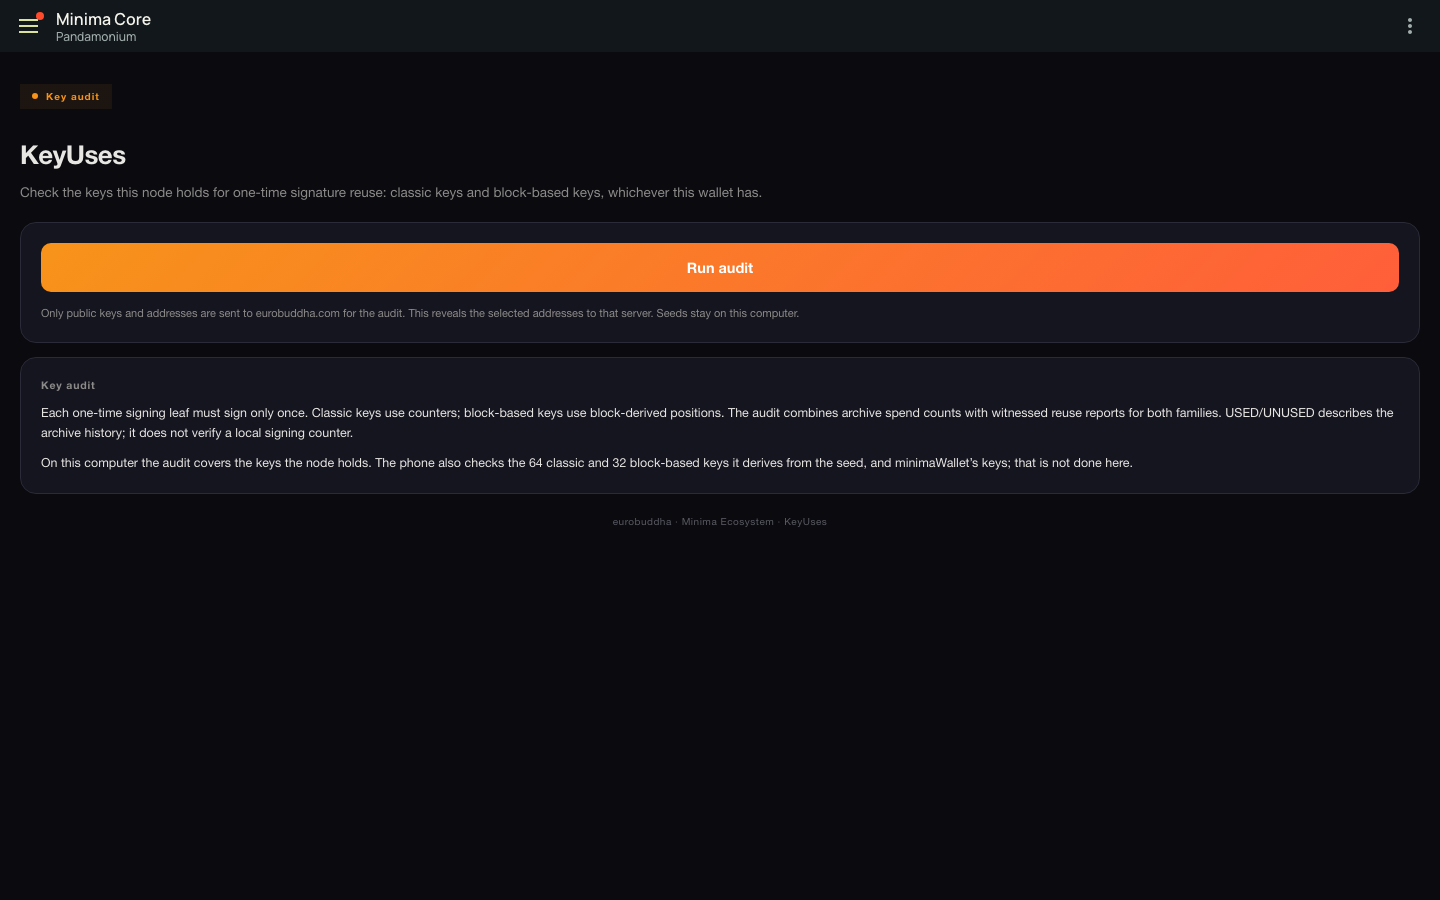 Minima Core
Pandamonium
Key audit
KeyUses
Check the keys this node holds for one-time signature reuse: classic keys and block-based keys, whichever this wallet has.
Run audit
Only public keys and addresses are sent to eurobuddha.com for the audit. This reveals the selected addresses to that server. Seeds stay on this computer.
Key audit
Each one-time signing leaf must sign only once. Classic keys use counters; block-based keys use block-derived positions. The audit combines archive spend counts with witnessed reuse reports for both families. USED/UNUSED describes the
archive history; it does not verify a local signing counter.
On this computer the audit covers the keys the node holds. The phone also checks the 64 classic and 32 block-based keys it derives from the seed, and minimaWallet's keys; that is not done here.
eurobuddha · Minima Ecosystem · KeyUses